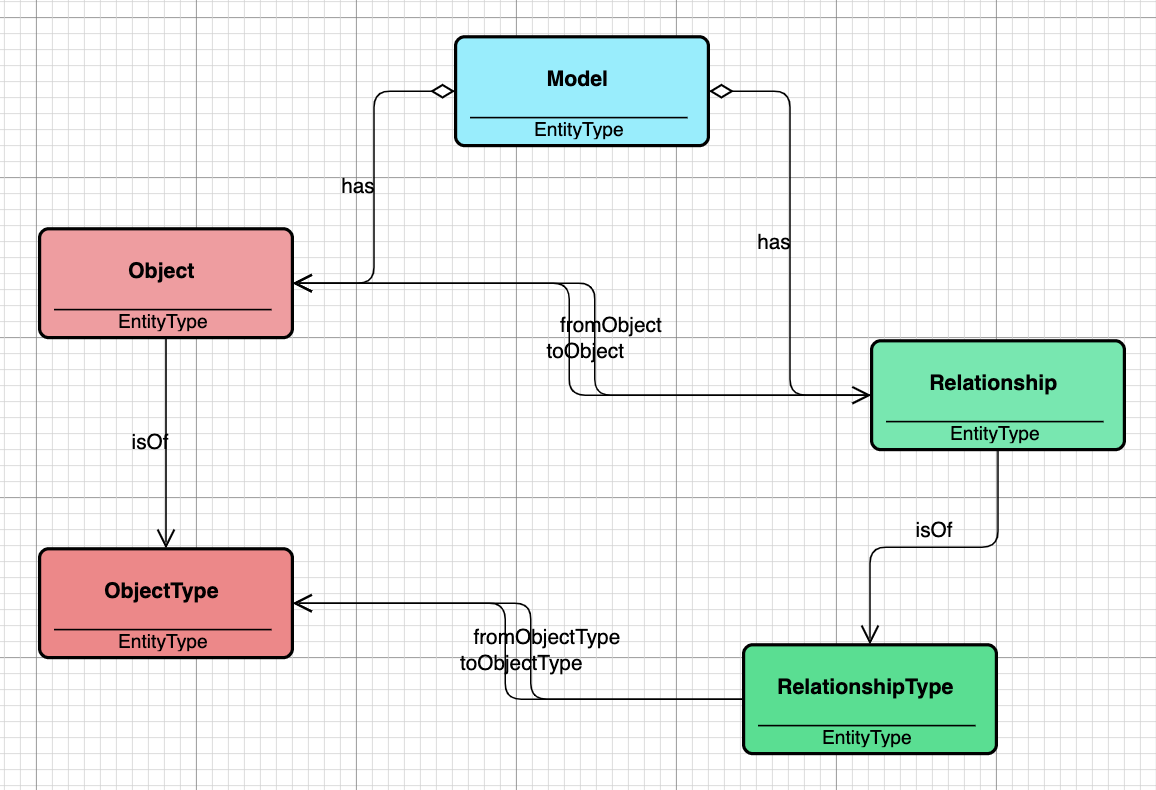 Model
EntityType
has
has
Object
EntityType
fromObject
toObject
Relationship
EntityType
isOf
isOf
ObjectType
EntityType
fromObjectType
toObjectType
RelationshipType
EntityType